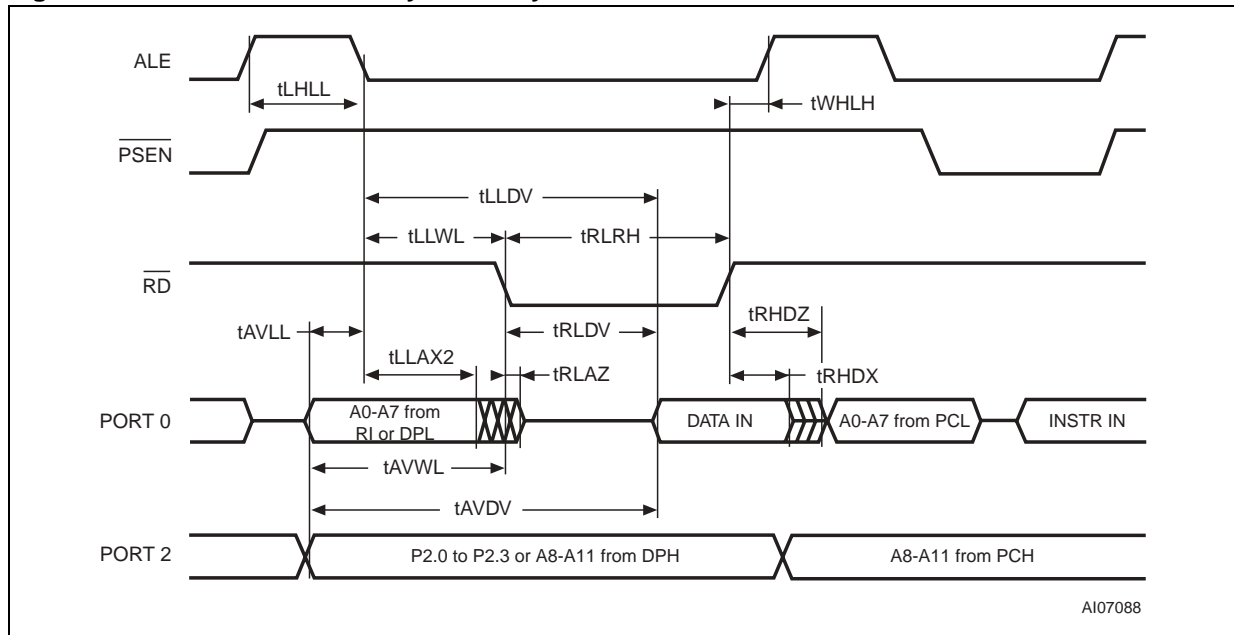 ALE
tLHLL
tWHLH
PSEN
tLLDV
tLLWL
tRLRH
RD
tAVLL
tRLDV
tRHDZ
tLLAX2
tRLAZ
tRHDX
PORT 0
A0-A7 from
RI or DPL
DATA IN
A0-A7 from PCL
INSTR IN
tAVWL
tAVDV
PORT 2
P2.0 to P2.3 or A8-A11 from DPH
A8-A11 from PCH
AI07088